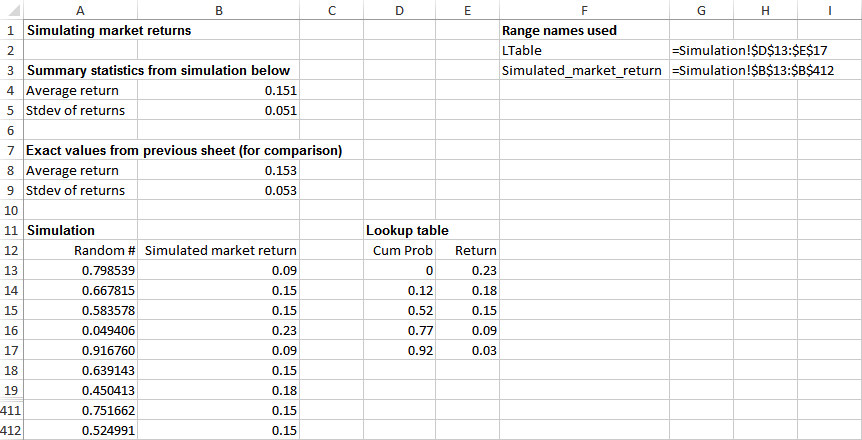 A B C D E F G H I
1 Simulating market returns Range names used
2 LTable =Simulation!$D$13:$E$17
3 Summary statistics from simulation below Simulated_market_return =Simulation!$B$13:$B$412
4 Average return 0.151
5 Stdev of returns 0.051
6
7 Exact values from previous sheet (for comparison)
8 Average return 0.153
9 Stdev of returns 0.053
10
11 Simulation Lookup table
12 Random # Simulated market return Cum Prob Return
13 0.798539 0.09 0 0.23
14 0.667815 0.15 0.12 0.18
15 0.583578 0.15 0.52 0.15
16 0.049406 0.23 0.77 0.09
17 0.916760 0.09 0.92 0.03
18 0.639143 0.15
19 0.450413 0.18
411 0.751662 0.15
412 0.524991 0.15